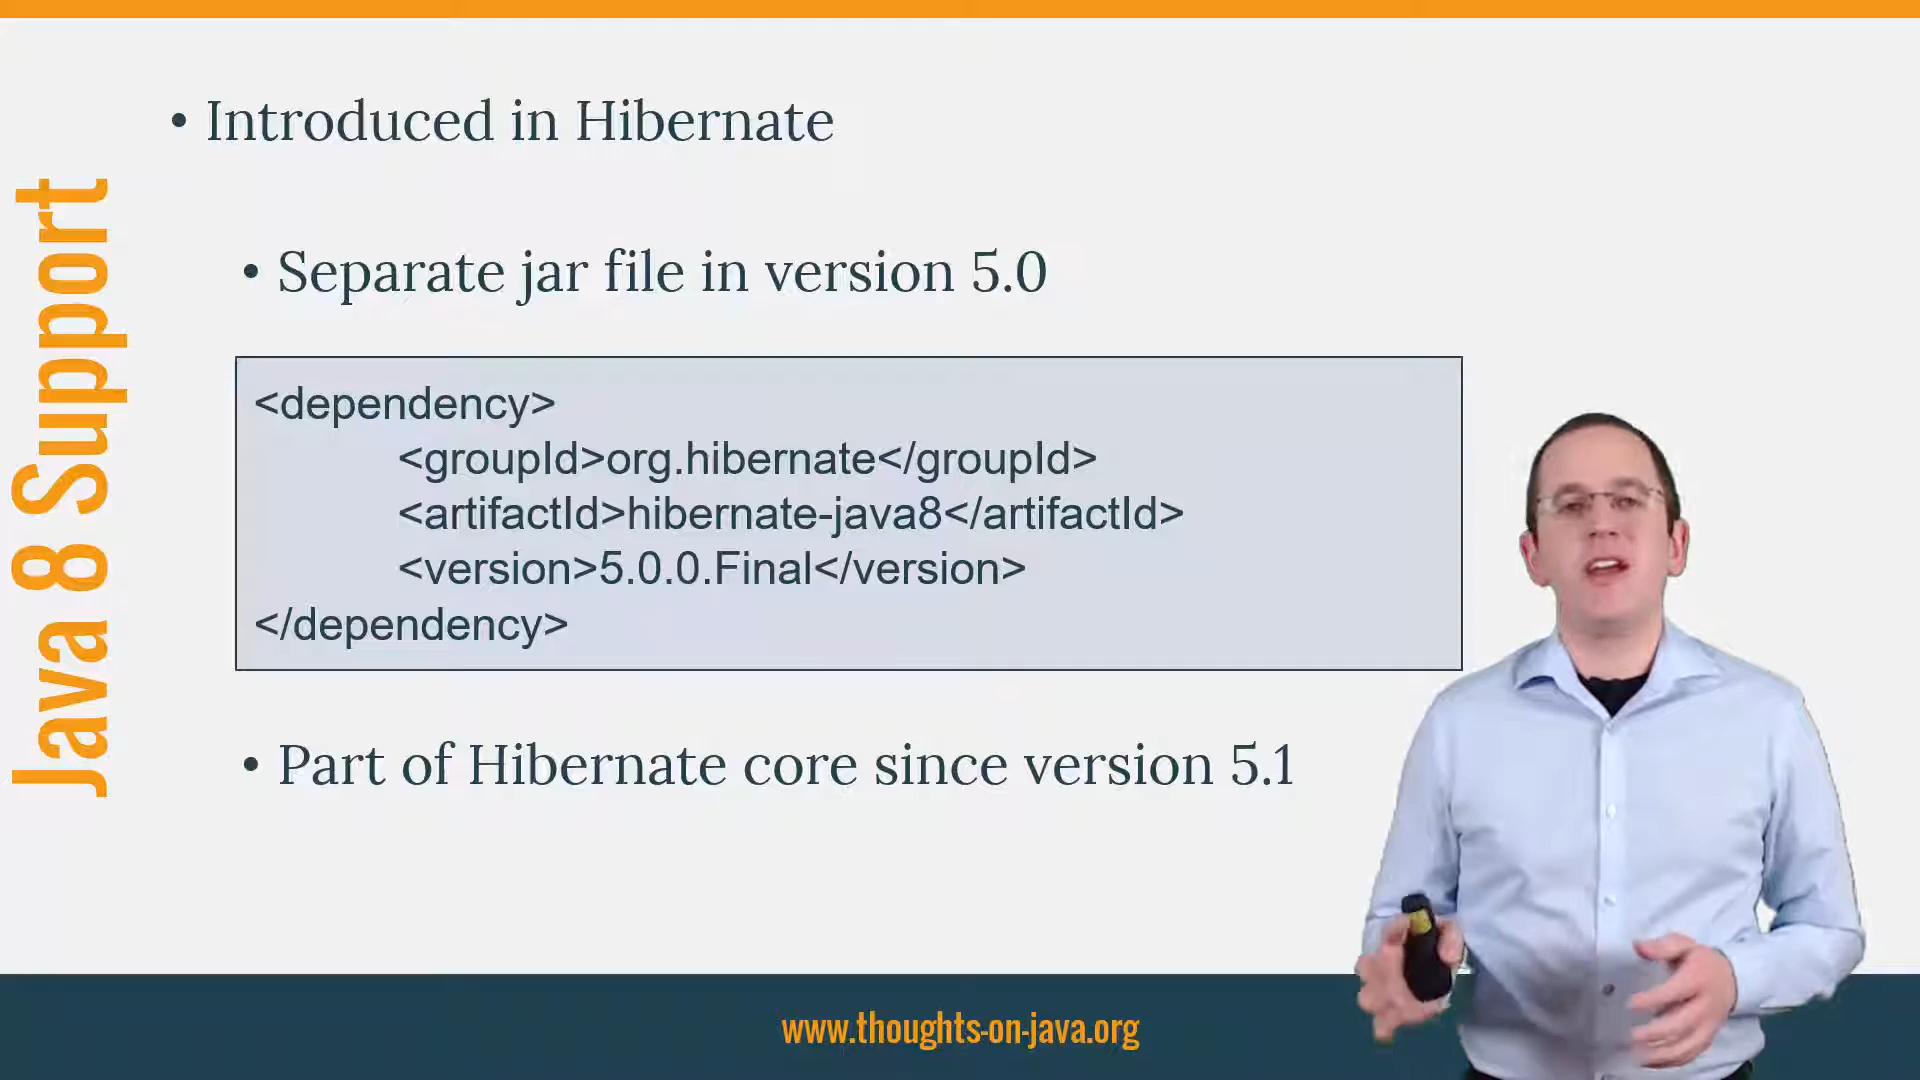 Java 8 Support
• Introduced in Hibernate
• Separate jar file in version 5.0
<dependency>
<groupId>org.hibernate</groupId>
<artifactId>hibernate-java8</artifactId>
<version>5.0.0.Final</version>
</dependency>
• Part of Hibernate core since version 5.1
www.thoughts-on-java.org